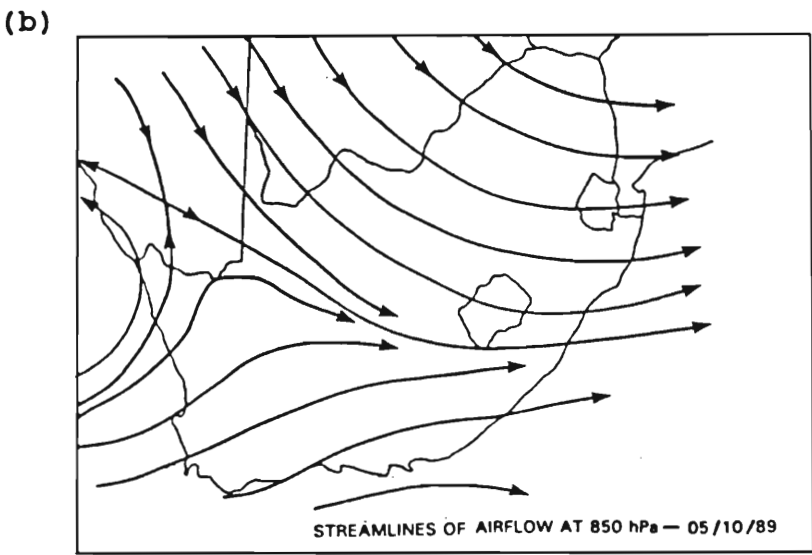 (b)
STREAMLINES OF AIRFLOW AT 850 hPa — 05/10/89